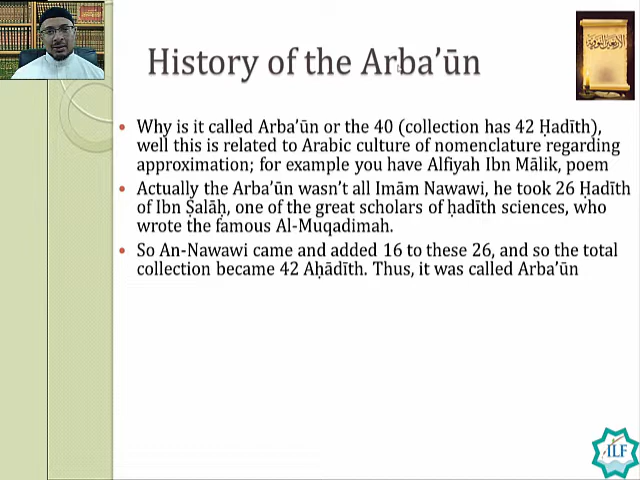 History of the Arba’ūn
الأربعين النووية
• Why is it called Arba’ūn or the 40 (collection has 42 Ḥadīth),
well this is related to Arabic culture of nomenclature regarding
approximation; for example you have Alfiyah Ibn Mālik, poem
• Actually the Arba’ūn wasn’t all Imām Nawawi, he took 26 Ḥadīth
of Ibn Ṣalāḥ, one of the great scholars of ḥadīth sciences, who
wrote the famous Al-Muqadimah.
• So An-Nawawi came and added 16 to these 26, and so the total
collection became 42 Aḥādīth. Thus, it was called Arba’ūn
ILF